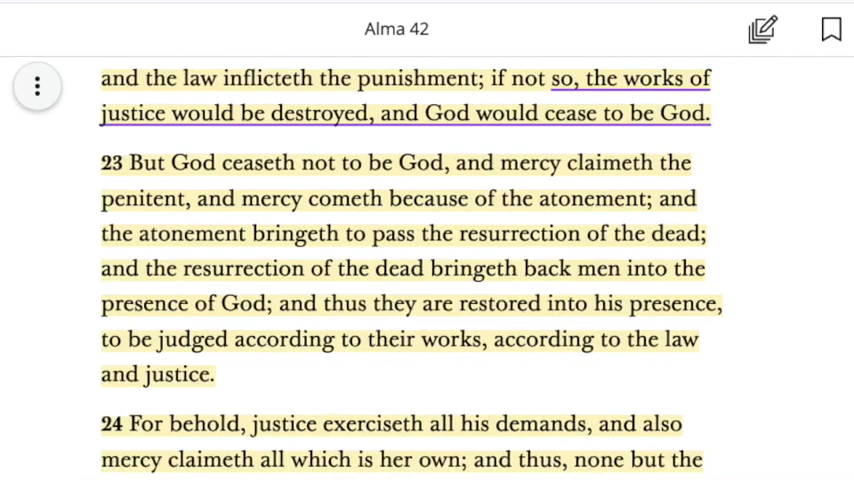 Alma 42
and the law inflicteth the punishment; if not so, the works of
justice would be destroyed, and God would cease to be God.
23 But God ceaseth not to be God, and mercy claimeth the
penitent, and mercy cometh because of the atonement; and
the atonement bringeth to pass the resurrection of the dead;
and the resurrection of the dead bringeth back men into the
presence of God; and thus they are restored into his presence,
to be judged according to their works, according to the law
and justice.
24 For behold, justice exerciseth all his demands, and also
mercy claimeth all which is her own; and thus, none but the